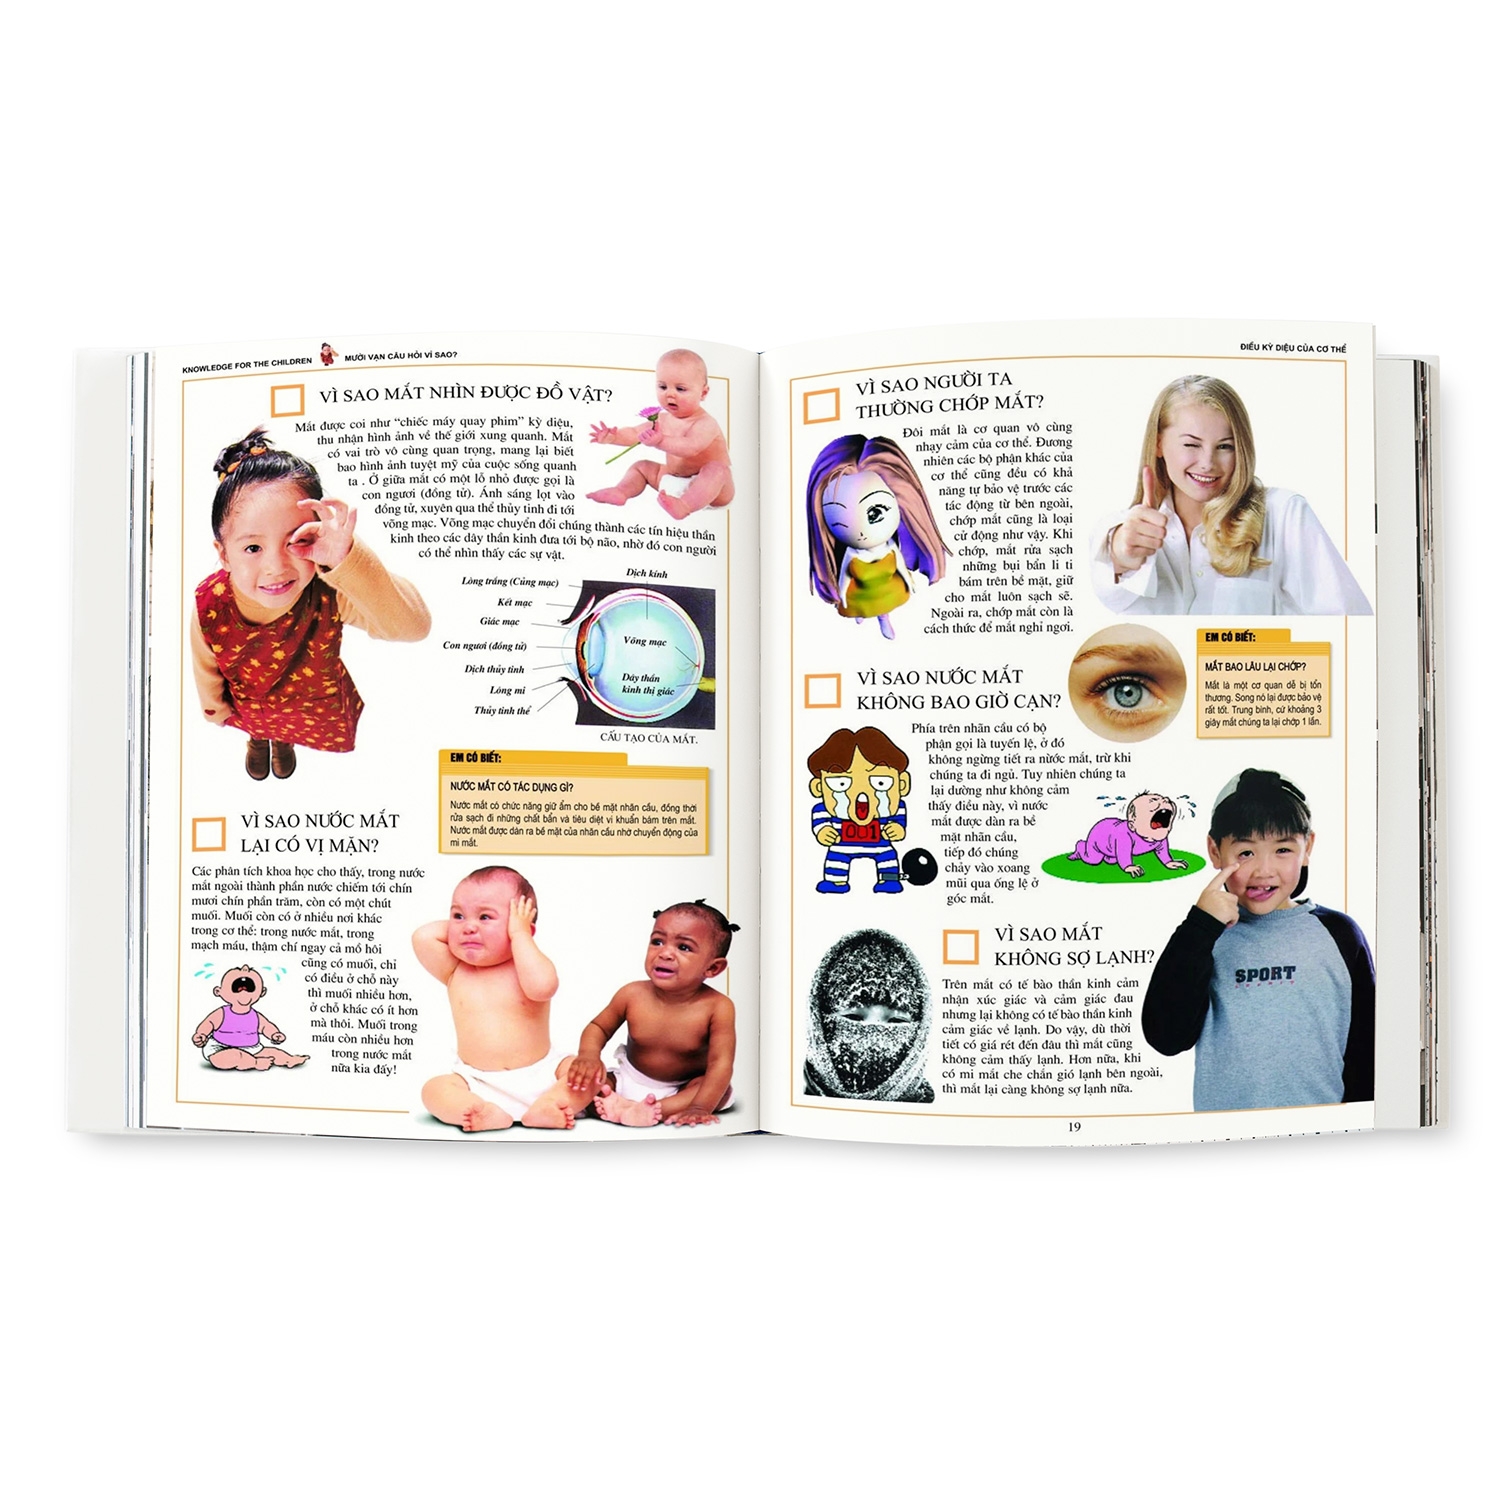 KNOWLEDGE FOR THE CHILDREN MƯỜI VẠN CÂU HỎI VÌ SAO?
VÌ SAO MẮT NHÌN ĐƯỢC ĐỒ VẬT?
Mắt được coi như “chiếc máy quay phim” kỳ diệu,
thu nhận hình ảnh về thế giới xung quanh. Mắt
có vai trò vô cùng quan trọng, mang lại biết
bao hình ảnh tuyệt mỹ của cuộc sống quanh
ta . Ở giữa mắt có một lỗ nhỏ được gọi là
con ngươi (đồng tử). Ánh sáng lọt vào
đồng tử, xuyên qua thể thủy tinh đi tới
võng mạc. Võng mạc chuyển đổi chúng thành các tín hiệu thần
kinh theo các dây thần kinh đưa tới bộ não, nhờ đó con người
có thể nhìn thấy các sự vật.
Dịch kính
Lòng trắng (Củng mạc)
Kết mạc
Giác mạc
Con ngươi (đồng tử)
Dịch thủy tinh
Lông mi
Thủy tinh thể
Võng mạc
Dây thần
kinh thị giác
CẤU TẠO CỦA MẮT.
EM CÓ BIẾT:
NƯỚC MẮT CÓ TÁC DỤNG GÌ?
Nước mắt có chức năng giữ ẩm cho bề mặt nhãn cầu, đồng thời
rửa sạch đi những chất bẩn và tiêu diệt vi khuẩn bám trên mắt.
Nước mắt được dàn ra bề mặt của nhãn cầu nhờ chuyển động của
mi mắt.
VÌ SAO NƯỚC MẮT
LẠI CÓ VỊ MẶN?
Các phân tích khoa học cho thấy, trong nước
mắt ngoài thành phần nước chiếm tới chín
mươi chín phần trăm, còn có một chút
muối. Muối còn có ở nhiều nơi khác
trong cơ thể: trong nước mắt, trong
mạch máu, thậm chí ngay cả mồ hôi
cũng có muối, chỉ
có điều ở chỗ này
thì muối nhiều hơn,
ở chỗ khác có ít hơn
mà thôi. Muối trong
máu còn nhiều hơn
trong nước mắt
nữa kia đấy!
ĐIỀU KỲ DIỆU CỦA CƠ THỂ
VÌ SAO NGƯỜI TA
THƯỜNG CHỚP MẮT?
Đôi mắt là cơ quan vô cùng
nhạy cảm của cơ thể. Đương
nhiên các bộ phận khác của
cơ thể cũng đều có khả
năng tự bảo vệ trước các
tác động từ bên ngoài,
chớp mắt cũng là loại
cử động như vậy. Khi
chớp, mắt rửa sạch
những bụi bẩn li ti
bám trên bề mặt, giữ
cho mắt luôn sạch sẽ.
Ngoài ra, chớp mắt còn là
cách thức để mắt nghỉ ngơi.
EM CÓ BIẾT:
MẮT BAO LÂU LẠI CHỚP?
Mắt là một cơ quan dễ bị tổn
thương. Song nó lại được bảo vệ
rất tốt. Trung bình, cứ khoảng 3
giây mắt chúng ta lại chớp 1 lần.
VÌ SAO NƯỚC MẮT
KHÔNG BAO GIỜ CẠN?
Phía trên nhãn cầu có bộ
phận gọi là tuyến lệ, ở đó
không ngừng tiết ra nước mắt, trừ khi
chúng ta đi ngủ. Tuy nhiên chúng ta
lại dường như không cảm
thấy điều này, vì nước
mắt được dàn ra bề
mặt nhãn cầu,
tiếp đó chúng
chảy vào xoang
mũi qua ống lệ ở
góc mắt.
001
VÌ SAO MẮT
KHÔNG SỢ LẠNH?
Trên mắt có tế bào thần kinh cảm
nhận xúc giác và cảm giác đau
nhưng lại không có tế bào thần kinh
cảm giác về lạnh. Do vậy, dù thời
tiết có giá rét đến đâu thì mắt cũng
không cảm thấy lạnh. Hơn nữa, khi
có mi mắt che chắn gió lạnh bên ngoài,
thì mắt lại càng không sợ lạnh nữa.
SPORT
19